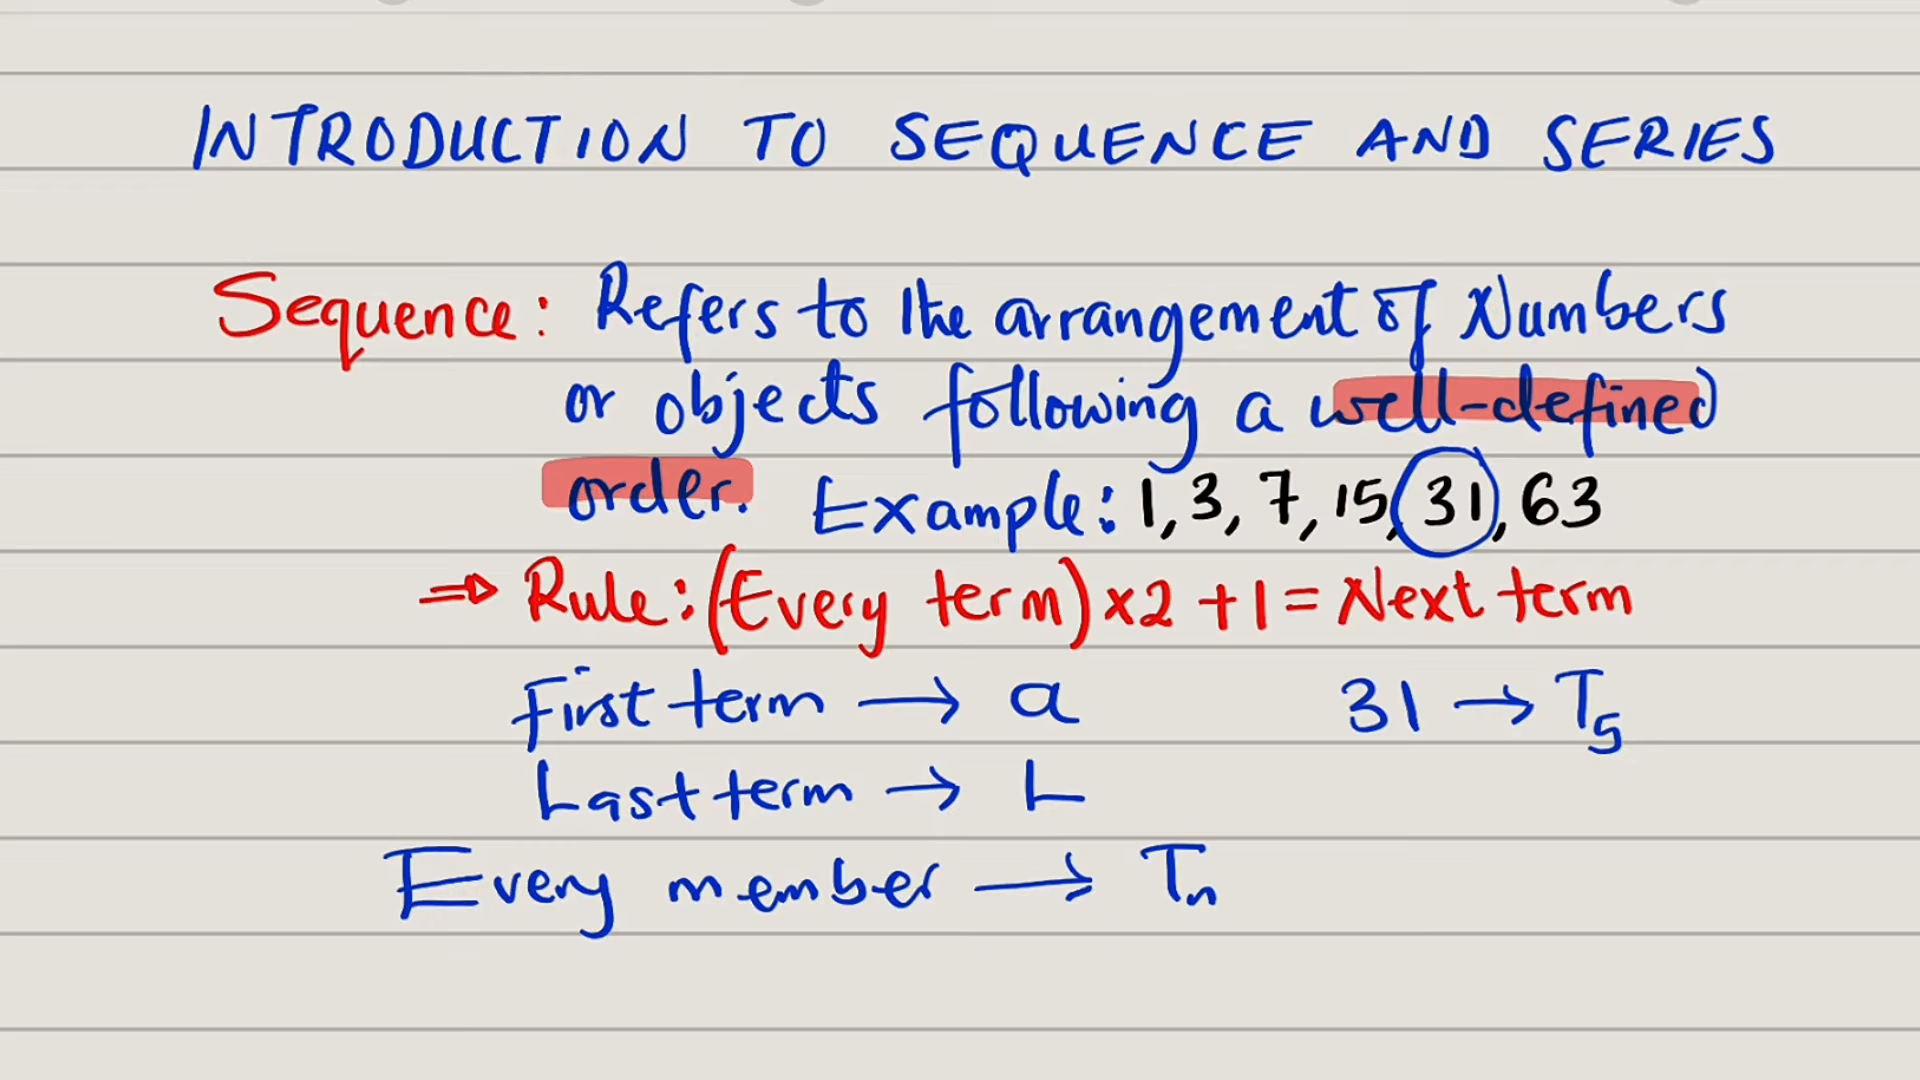 INTRODUCTION TO SEQUENCE AND SERIES
Sequence: Refers to the arrangement of Numbers
or objects following a well-defined
order. Example: 1, 3, 7, 15, 31, 63
⇒ Rule: (Every term) ×2 +1 = Next term
First term → a 31 → T₅
Last term → L
Every member → Tₙ